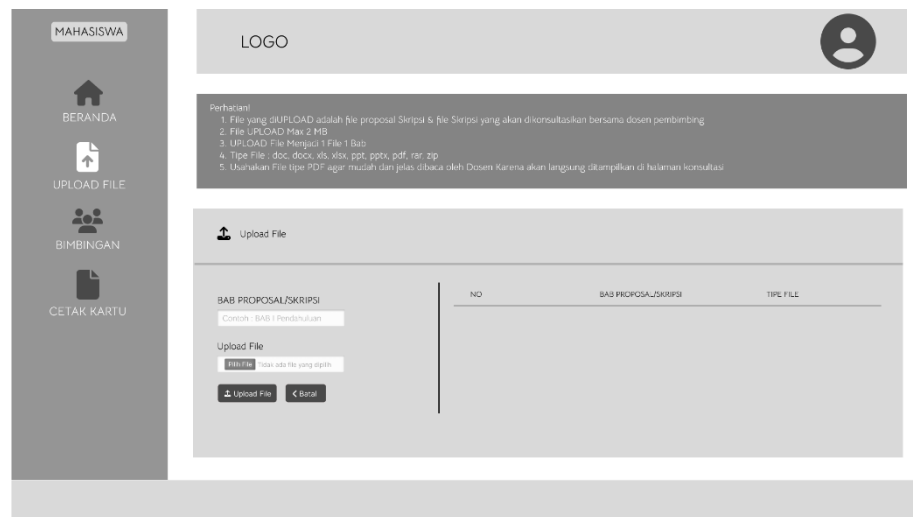 MAHASISWA
LOGO
BERANDA
UPLOAD FILE
BIMBINGAN
CETAK KARTU
Perhatian!
1. File yang diUPLOAD adalah file proposal Skripsi & file Skripsi yang akan dikonsultasikan bersama dosen pembimbing
2. File UPLOAD Max 2 MB
3. UPLOAD File Menjadi 1 File 1 Bab
4. Tipe File : doc, docx, xls, xlsx, ppt, pptx, pdf, rar, zip
5. Usahakan File tipe PDF agar mudah dan jelas dibaca oleh Dosen Karena akan langsung ditampilkan di halaman konsultasi
Upload File
BAB PROPOSAL/SKRIPSI
Contoh : BAB I Pendahuluan
Upload File
Pilih File Tidak ada file yang dipilih
Upload File Batal
NO BAB PROPOSAL/SKRIPSI TIPE FILE